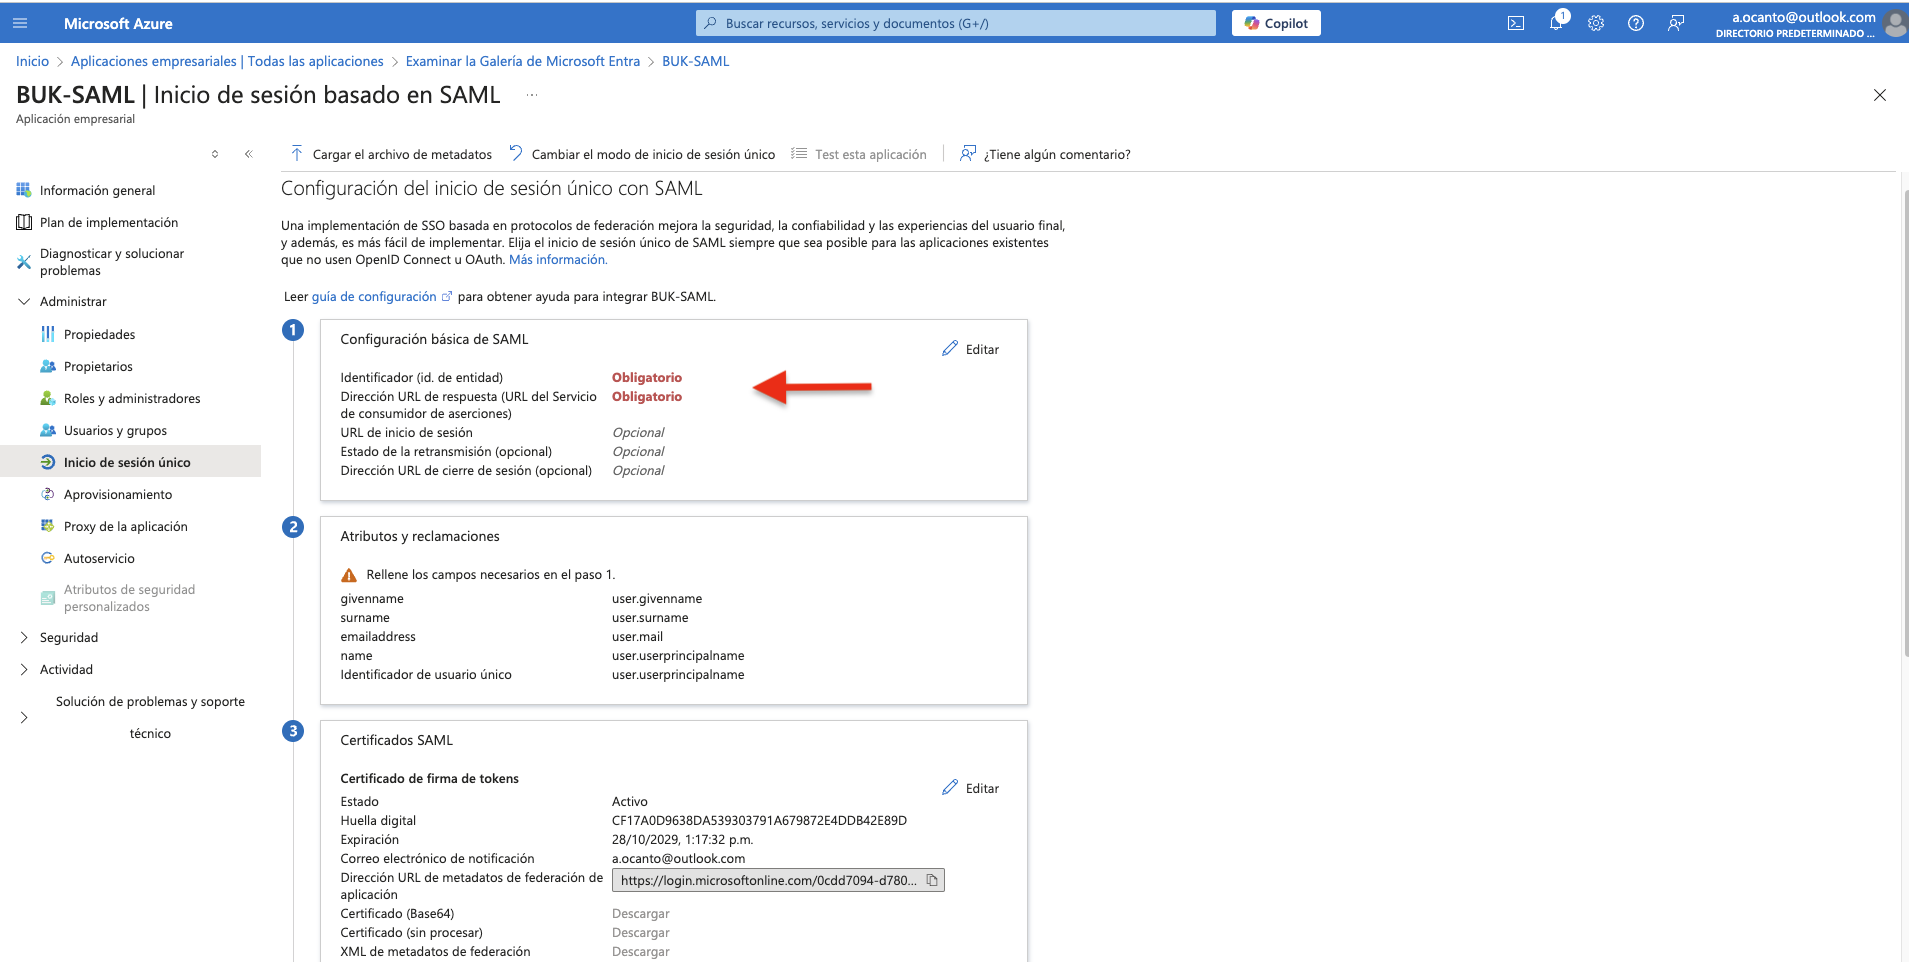 Microsoft Azure
Buscar recursos, servicios y documentos (G+/)
Copilot
1
a.ocanto@outlook.com
DIRECTORIO PREDETERMINADO ...
Inicio > Aplicaciones empresariales | Todas las aplicaciones > Examinar la Galería de Microsoft Entra > BUK-SAML
BUK-SAML | Inicio de sesión basado en SAML ...
Aplicación empresarial
Cargar el archivo de metadatos
Cambiar el modo de inicio de sesión único
Test esta aplicación
¿Tiene algún comentario?
Información general
Plan de implementación
Diagnosticar y solucionar
problemas
Administrar
Propiedades
Propietarios
Roles y administradores
Usuarios y grupos
Inicio de sesión único
Aprovisionamiento
Proxy de la aplicación
Autoservicio
Atributos de seguridad
personalizados
Seguridad
Actividad
Solución de problemas y soporte
técnico
Configuración del inicio de sesión único con SAML
Una implementación de SSO basada en protocolos de federación mejora la seguridad, la confiabilidad y las experiencias del usuario final,
y además, es más fácil de implementar. Elija el inicio de sesión único de SAML siempre que sea posible para las aplicaciones existentes
que no usen OpenID Connect u OAuth. Más información.
Leer guía de configuración para obtener ayuda para integrar BUK-SAML.
1
Configuración básica de SAML
Editar
Identificador (id. de entidad) Obligatorio
Dirección URL de respuesta (URL del Servicio Obligatorio
de consumidor de aserciones)
URL de inicio de sesión Opcional
Estado de la retransmisión (opcional) Opcional
Dirección URL de cierre de sesión (opcional) Opcional
2
Atributos y reclamaciones
Rellene los campos necesarios en el paso 1.
givenname user.givenname
surname user.surname
emailaddress user.mail
name user.userprincipalname
Identificador de usuario único user.userprincipalname
3
Certificados SAML
Certificado de firma de tokens
Editar
Estado Activo
Huella digital CF17A0D9638DA539303791A679872E4DDB42E89D
Expiración 28/10/2029, 1:17:32 p.m.
Correo electrónico de notificación a.ocanto@outlook.com
Dirección URL de metadatos de federación de https://login.microsoftonline.com/0cdd7094-d780...
aplicación
Certificado (Base64) Descargar
Certificado (sin procesar) Descargar
XML de metadatos de federación Descargar